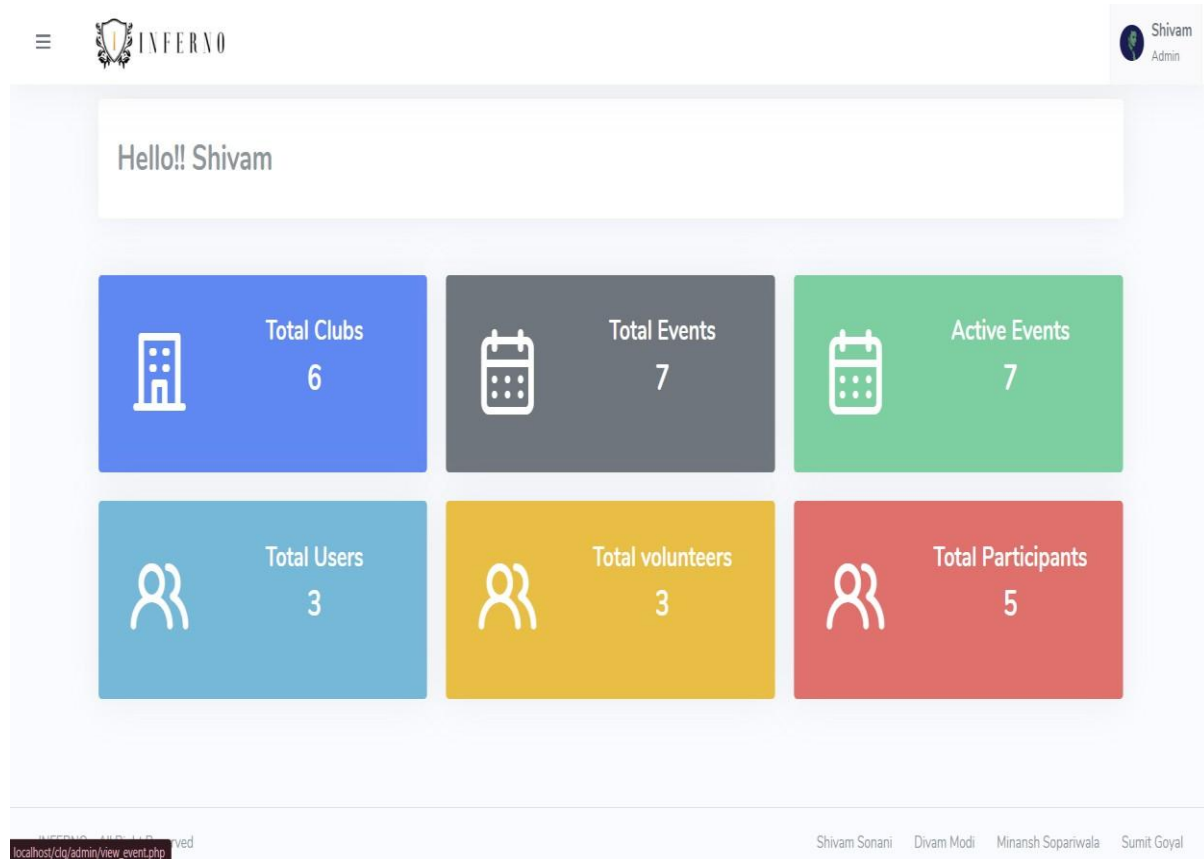 INFERNO
Shivam
Admin
Hello!! Shivam
Total Clubs
6
Total Events
7
Active Events
7
Total Users
3
Total volunteers
3
Total Participants
5
Shivam Sonani Divam Modi Minansh Sopariwala Sumit Goyal
localhost/clg/admin/view_event.php